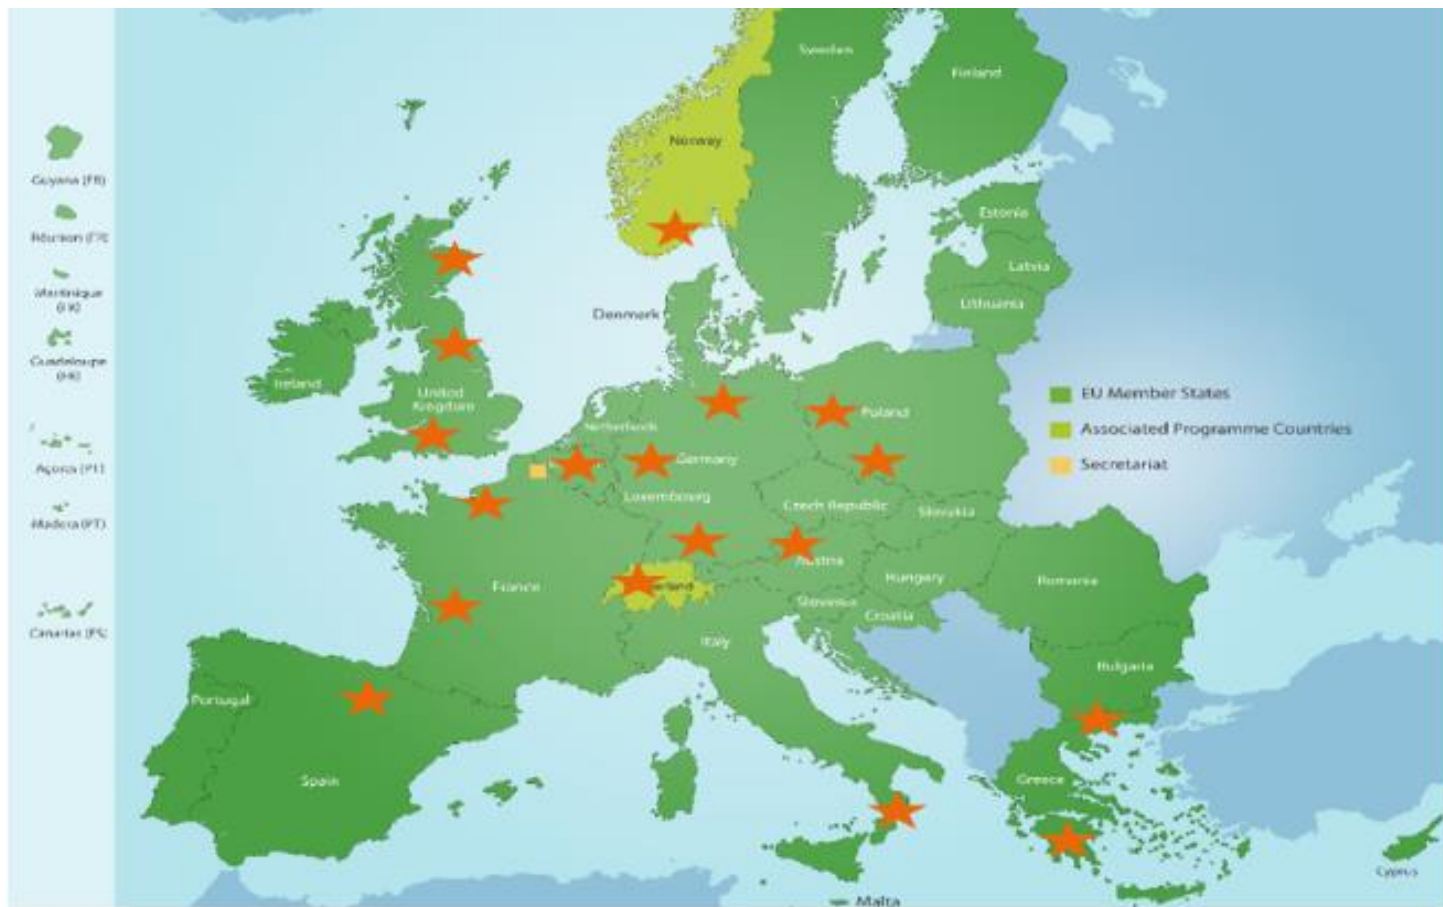 Guyana (FR)
Réunion (FR)
Martinique
(FR)
Guadeloupe
(FR)
Açores (PT)
Madeira (PT)
Canarias (ES)
Sweden
Finland
Norway
Estonia
Latvia
Lithuania
Denmark
Ireland
United
Kingdom
Netherlands
Poland
Germany
Luxembourg
Czech Republic
Slovakia
Austria
France
Hungary
Romania
Slovenia
Croatia
Italy
Bulgaria
Portugal
Spain
Greece
Cyprus
Malta
EU Member States
Associated Programme Countries
Secretariat